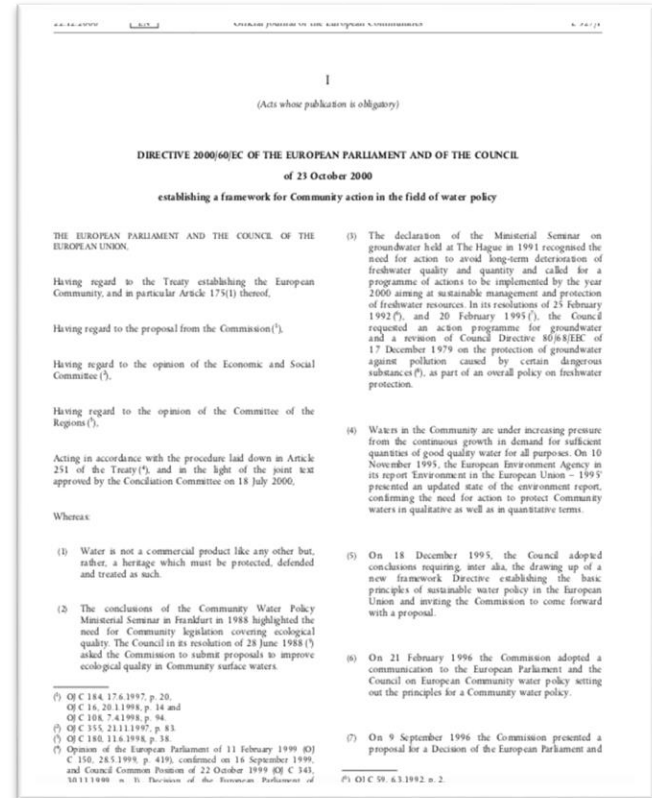 22.12.2000 EN Official Journal of the European Communities L 327/1
I
(Acts whose publication is obligatory)
DIRECTIVE 2000/60/EC OF THE EUROPEAN PARLIAMENT AND OF THE COUNCIL
of 23 October 2000
establishing a framework for Community action in the field of water policy
THE EUROPEAN PARLIAMENT AND THE COUNCIL OF THE
EUROPEAN UNION,
Having regard to the Treaty establishing the European
Community, and in particular Article 175(1) thereof,
Having regard to the proposal from the Commission (¹),
Having regard to the opinion of the Economic and Social
Committee (²),
Having regard to the opinion of the Committee of the
Regions (³),
Acting in accordance with the procedure laid down in Article
251 of the Treaty (⁴), and in the light of the joint text
approved by the Conciliation Committee on 18 July 2000,
Whereas:
(1) Water is not a commercial product like any other but,
rather, a heritage which must be protected, defended
and treated as such.
(2) The conclusions of the Community Water Policy
Ministerial Seminar in Frankfurt in 1988 highlighted the
need for Community legislation covering ecological
quality. The Council in its resolution of 28 June 1988 (⁵)
asked the Commission to submit proposals to improve
ecological quality in Community surface waters.
(¹) OJ C 184, 17.6.1997, p. 20,
OJ C 16, 20.1.1998, p. 14 and
OJ C 108, 7.4.1998, p. 94.
(²) OJ C 355, 21.11.1997, p. 83.
(³) OJ C 180, 11.6.1998, p. 38.
(⁴) Opinion of the European Parliament of 11 February 1999 (OJ
C 150, 28.5.1999, p. 419), confirmed on 16 September 1999,
and Council Common Position of 22 October 1999 (OJ C 343,
30.11.1999, p. 1). Decision of the European Parliament of
(3) The declaration of the Ministerial Seminar on
groundwater held at The Hague in 1991 recognised the
need for action to avoid long-term deterioration of
freshwater quality and quantity and called for a
programme of actions to be implemented by the year
2000 aiming at sustainable management and protection
of freshwater resources. In its resolutions of 25 February
1992 (⁶), and 20 February 1995 (⁷), the Council
requested an action programme for groundwater
and a revision of Council Directive 80/68/EEC of
17 December 1979 on the protection of groundwater
against pollution caused by certain dangerous
substances (⁸), as part of an overall policy on freshwater
protection.
(4) Waters in the Community are under increasing pressure
from the continuous growth in demand for sufficient
quantities of good quality water for all purposes. On 10
November 1995, the European Environment Agency in
its report 'Environment in the European Union – 1995'
presented an updated state of the environment report,
confirming the need for action to protect Community
waters in qualitative as well as in quantitative terms.
(5) On 18 December 1995, the Council adopted
conclusions requiring, inter alia, the drawing up of a
new framework Directive establishing the basic
principles of sustainable water policy in the European
Union and inviting the Commission to come forward
with a proposal.
(6) On 21 February 1996 the Commission adopted a
communication to the European Parliament and the
Council on European Community water policy setting
out the principles for a Community water policy.
(7) On 9 September 1996 the Commission presented a
proposal for a Decision of the European Parliament and
(⁶) OJ C 59, 6.3.1992, p. 2.